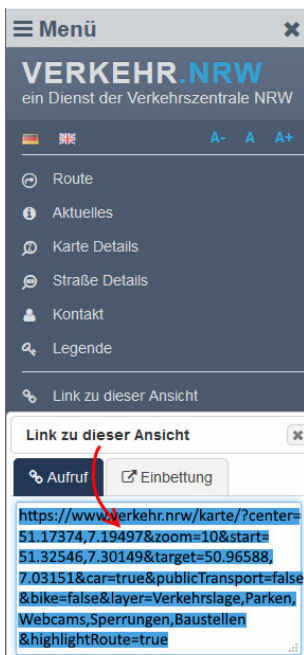 Menü
VERKEHR.NRW
ein Dienst der Verkehrszentrale NRW
A- A A+
Route
Aktuelles
Karte Details
Straße Details
Kontakt
Legende
Link zu dieser Ansicht
Link zu dieser Ansicht
Aufruf Einbettung
https://www.verkehr.nrw/karte/?center=
51.17374,7.19497&zoom=10&start=
51.32546,7.30149&target=50.96588,
7.03151&car=true&publicTransport=false
&bike=false&layer=Verkehrslage,Parken,
Webcams,Sperrungen,Baustellen
&highlightRoute=true